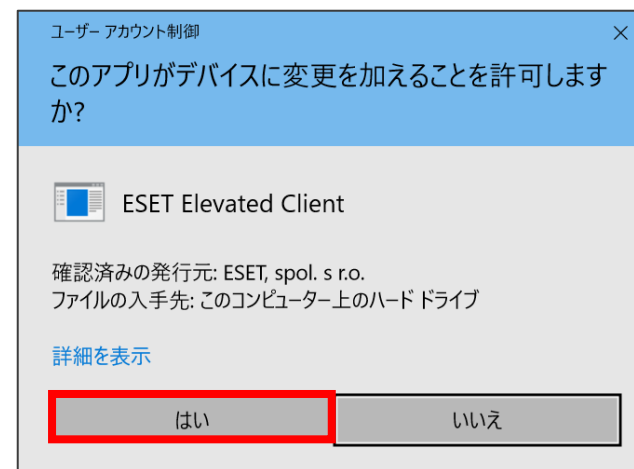 ユーザー アカウント制御
このアプリがデバイスに変更を加えることを許可します
か?
ESET Elevated Client
確認済みの発行元: ESET, spol. s r.o.
ファイルの入手先: このコンピューター上のハード ドライブ
詳細を表示
はい
いいえ